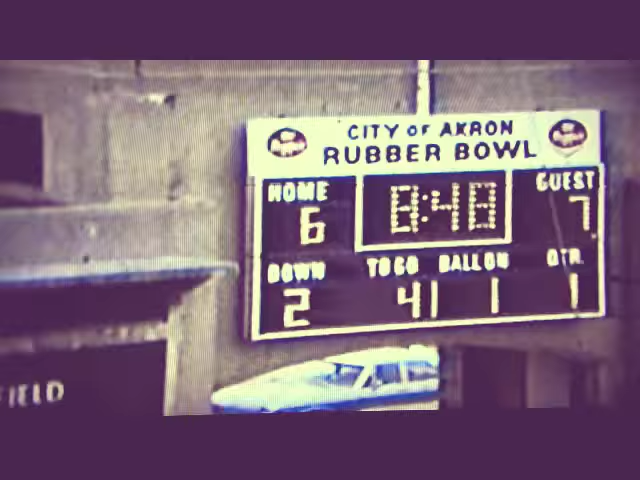 CITY OF AKRON
RUBBER BOWL
HOME
6
8:48
GUEST
7
DOWN
2
TO GO
41
BALL ON
1
QTR.
1
FIELD